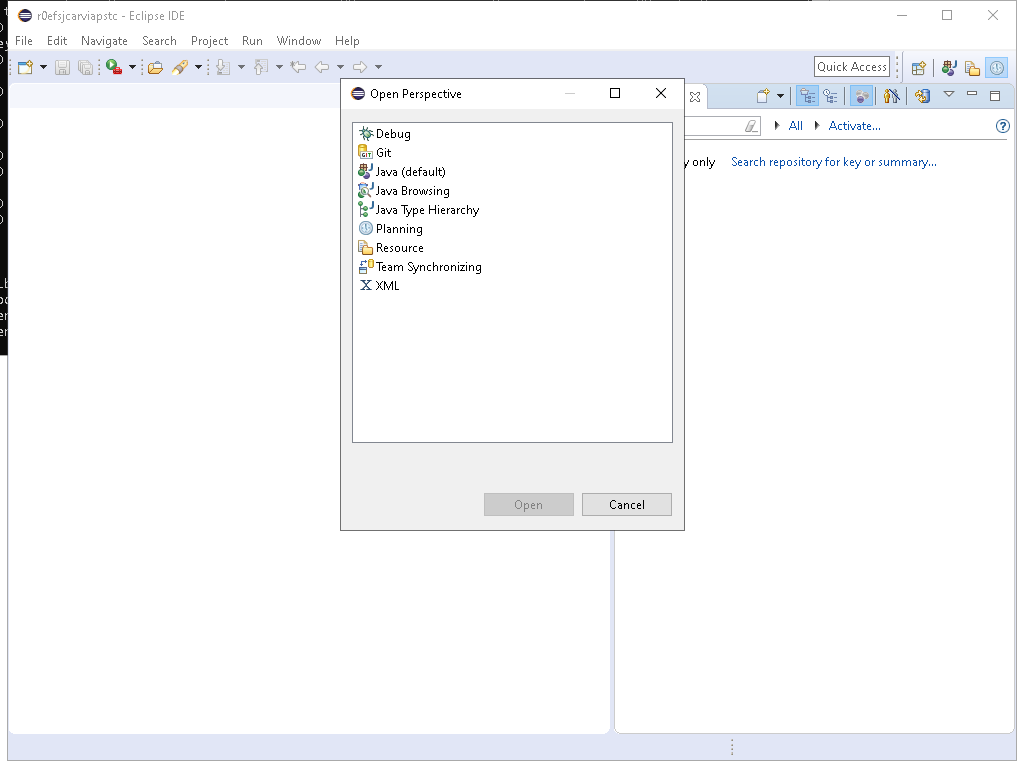 r0efsjcarviapstc - Eclipse IDE
File Edit Navigate Search Project Run Window Help
Quick Access
Open Perspective
Debug
All Activate...
Git
y only Search repository for key or summary...
Java (default)
Java Browsing
Java Type Hierarchy
Planning
Resource
Team Synchronizing
XML
Open Cancel